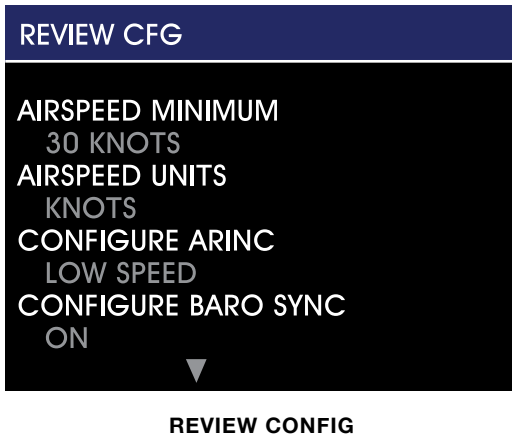 REVIEW CFG
AIRSPEED MINIMUM
30 KNOTS
AIRSPEED UNITS
KNOTS
CONFIGURE ARINC
LOW SPEED
CONFIGURE BARO SYNC
ON
REVIEW CONFIG